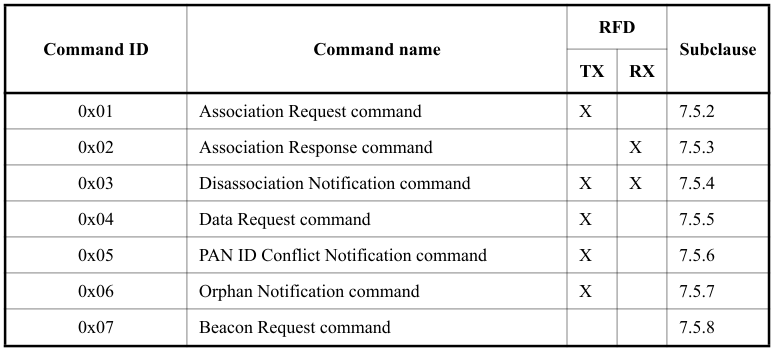 Command ID Command name RFD Subclause
TX RX
0x01 Association Request command X 7.5.2
0x02 Association Response command X 7.5.3
0x03 Disassociation Notification command X X 7.5.4
0x04 Data Request command X 7.5.5
0x05 PAN ID Conflict Notification command X 7.5.6
0x06 Orphan Notification command X 7.5.7
0x07 Beacon Request command 7.5.8